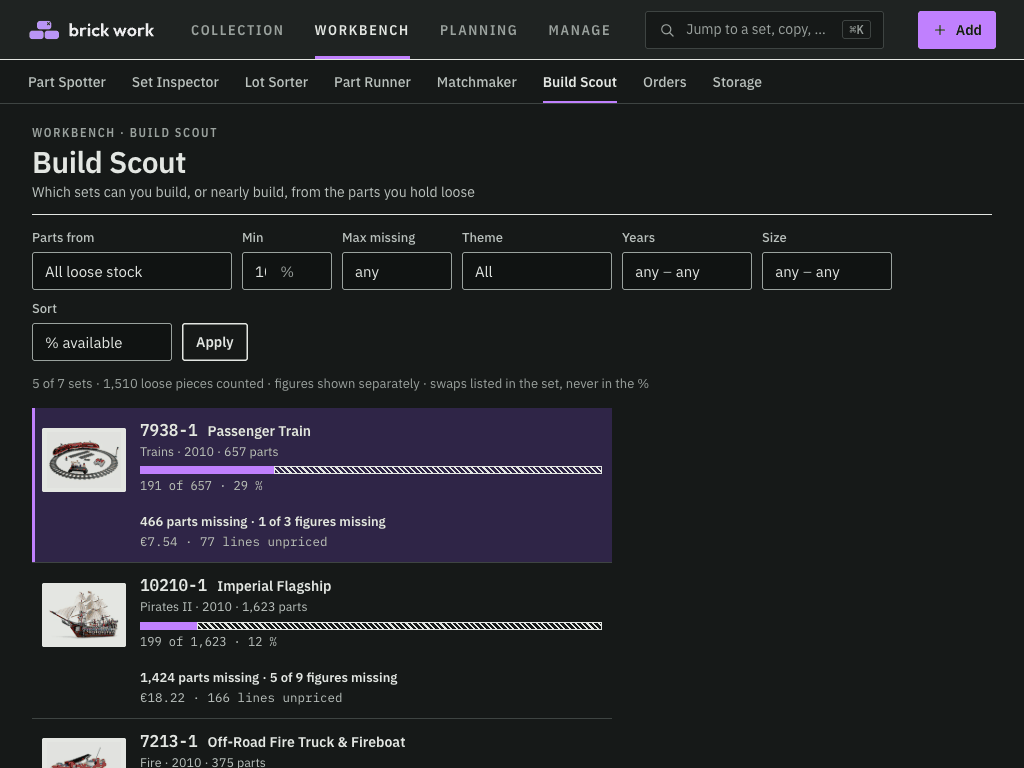 brick work
COLLECTION
WORKBENCH
PLANNING
MANAGE
Jump to a set, copy, ...
⌘K
+ Add
Part Spotter
Set Inspector
Lot Sorter
Part Runner
Matchmaker
Build Scout
Orders
Storage
WORKBENCH · BUILD SCOUT
Build Scout
Which sets can you build, or nearly build, from the parts you hold loose
Parts from
Min
Max missing
Theme
Years
Size
All loose stock
%
any
All
any – any
any – any
Sort
% available
Apply
5 of 7 sets · 1,510 loose pieces counted · figures shown separately · swaps listed in the set, never in the %
7938-1 Passenger Train
Trains · 2010 · 657 parts
191 of 657 · 29 %
466 parts missing · 1 of 3 figures missing
€7.54 · 77 lines unpriced
10210-1 Imperial Flagship
Pirates II · 2010 · 1,623 parts
199 of 1,623 · 12 %
1,424 parts missing · 5 of 9 figures missing
€18.22 · 166 lines unpriced
7213-1 Off-Road Fire Truck & Fireboat
Fire · 2010 · 375 parts